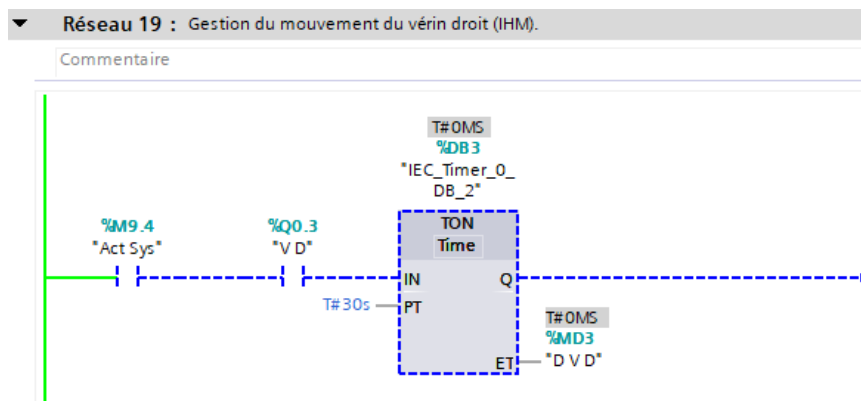 Réseau 19 : Gestion du mouvement du vérin droit (IHM).
Commentaire
T#0MS
%DB3
"IEC_Timer_0_
DB_2"
%M9.4
"Act Sys"
%Q0.3
"V D"
TON
Time
IN
Q
T#30s
PT
T#0MS
%MD3
ET
"D V D"